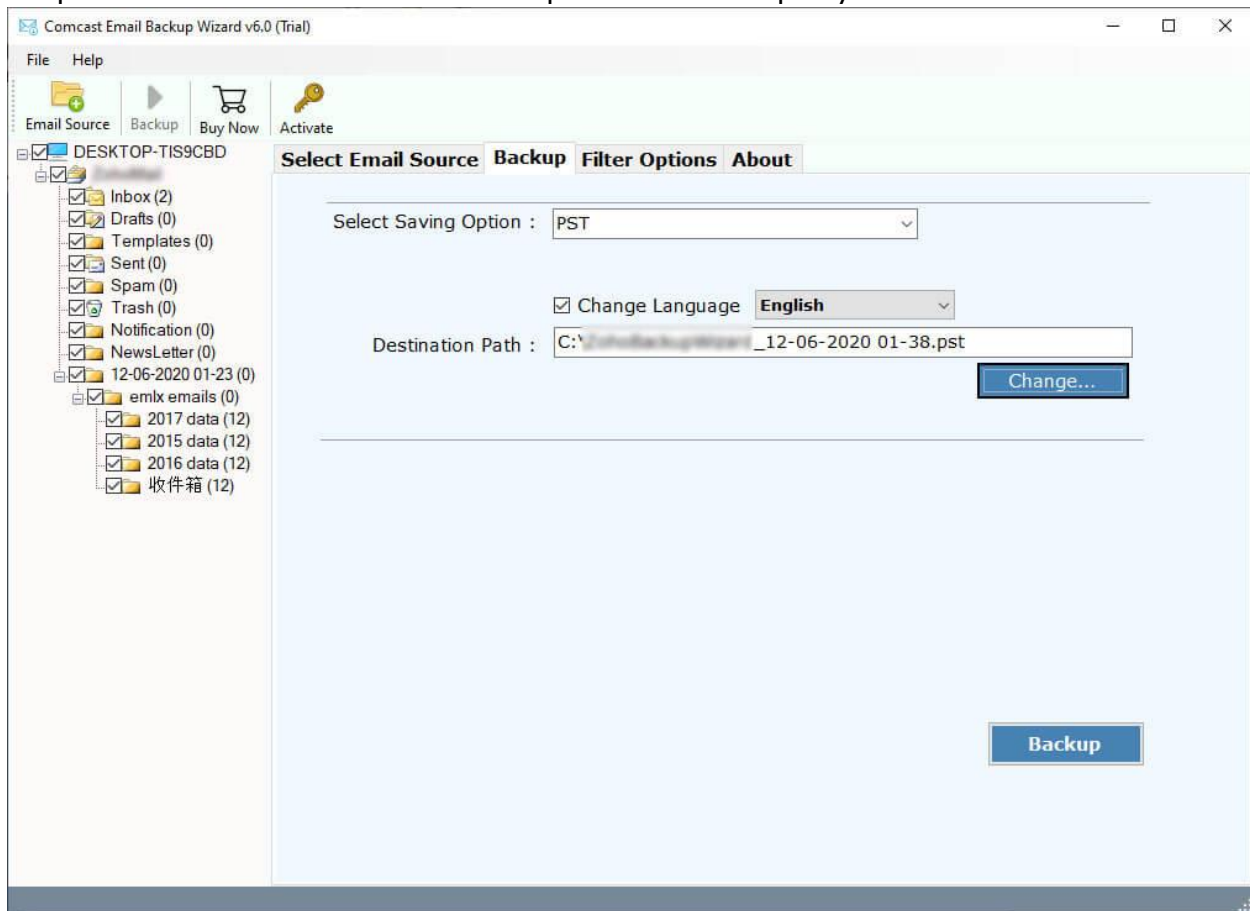 Comcast Email Backup Wizard v6.0 (Trial)
File Help
Email Source Backup Buy Now Activate
DESKTOP-TIS9CBD
Inbox (2)
Drafts (0)
Templates (0)
Sent (0)
Spam (0)
Trash (0)
Notification (0)
NewsLetter (0)
12-06-2020 01-23 (0)
emlx emails (0)
2017 data (12)
2015 data (12)
2016 data (12)
收件箱 (12)
Select Email Source Backup Filter Options About
Select Saving Option : PST
Change Language English
Destination Path : C:\ _12-06-2020 01-38.pst
Change...
Backup